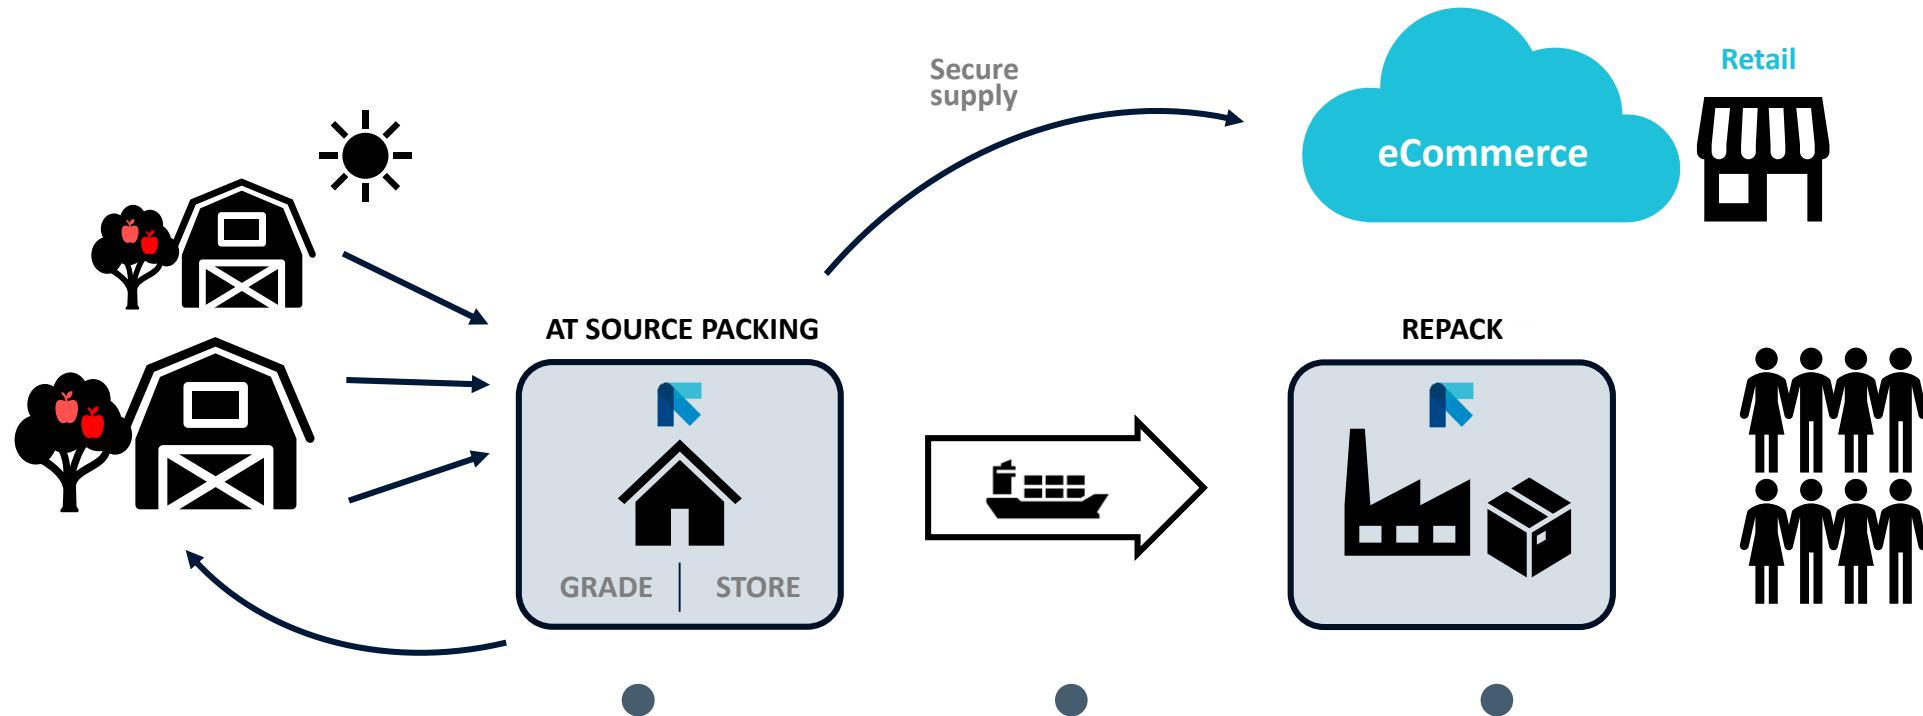 Secure
supply
Retail
eCommerce
AT SOURCE PACKING
REPACK
GRADE
STORE